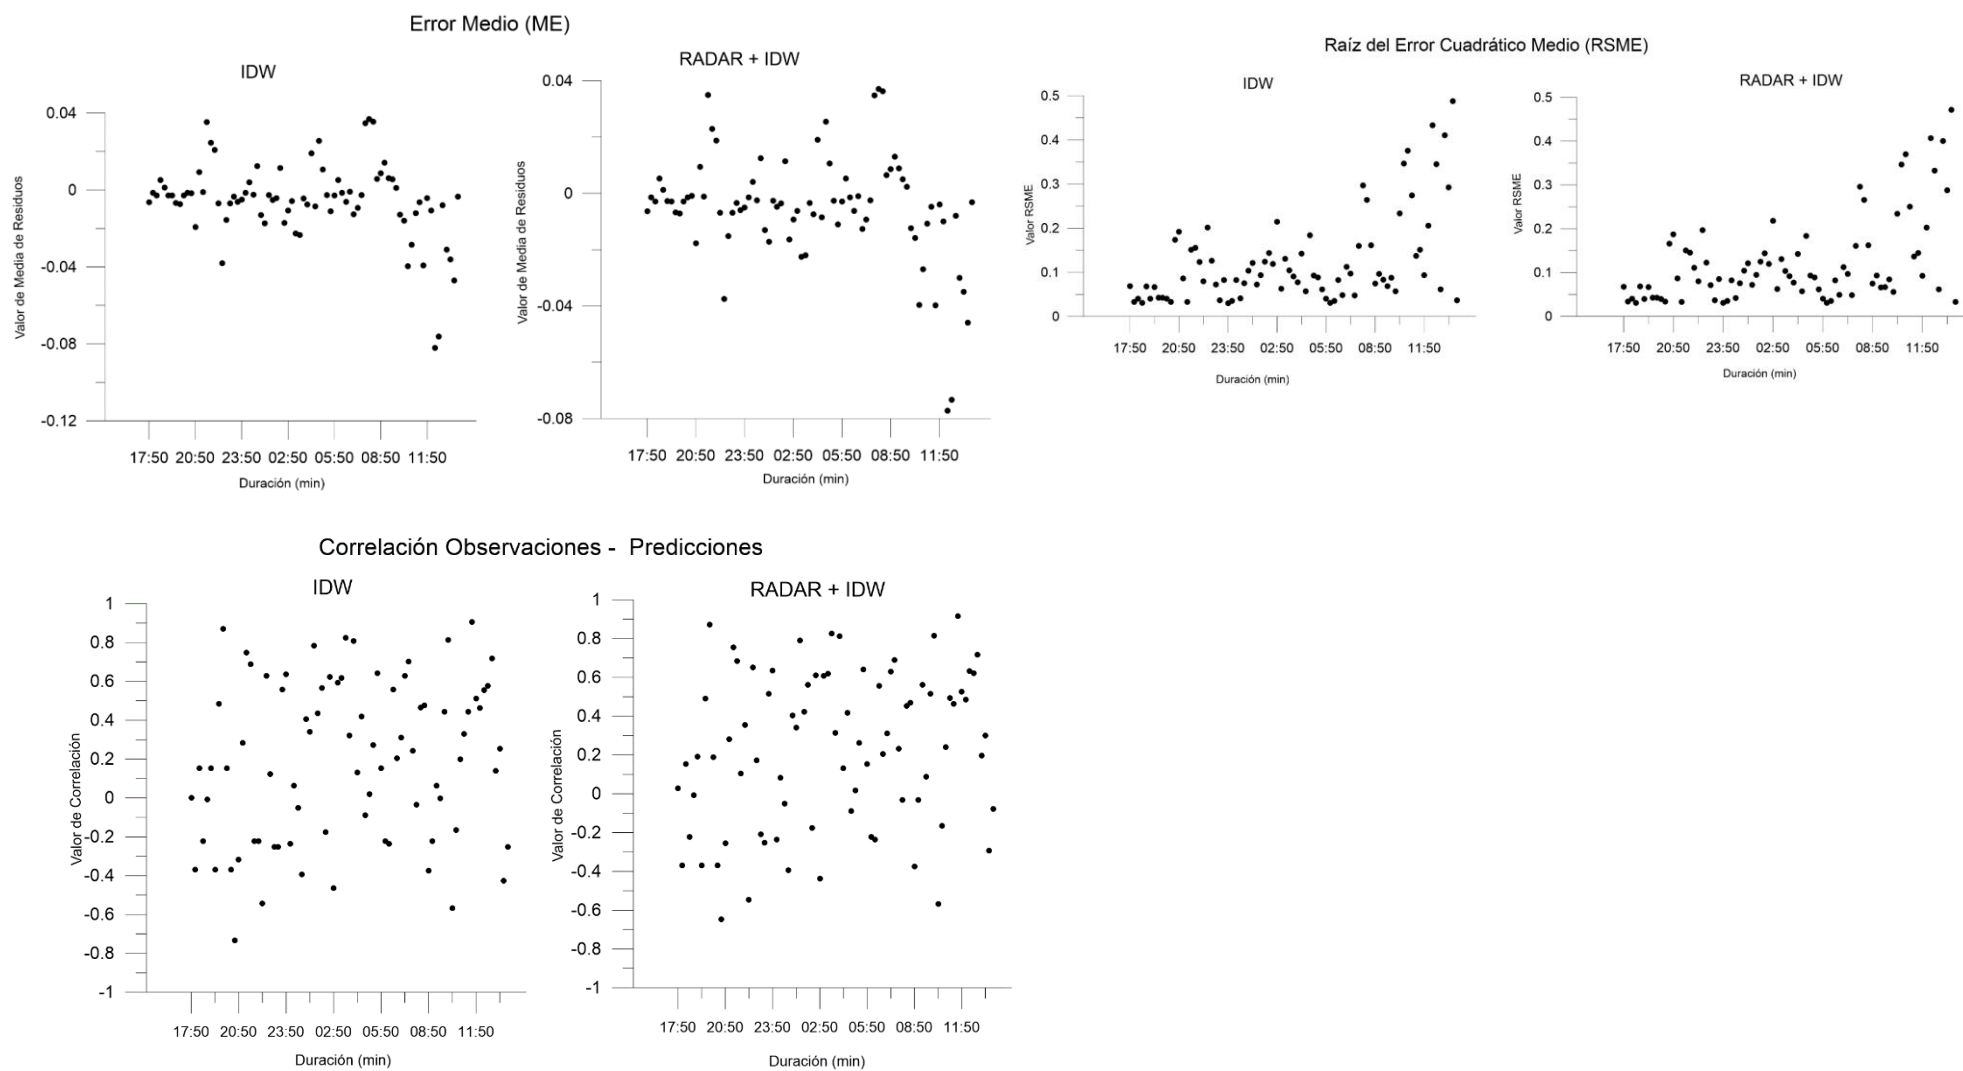 Error Medio (ME)
IDW
0.04
0
-0.04
-0.08
-0.12
Valor de Media de Residuos
17:50 20:50 23:50 02:50 05:50 08:50 11:50
Duración (min)
RADAR + IDW
0.04
0
-0.04
-0.08
Valor de Media de Residuos
17:50 20:50 23:50 02:50 05:50 08:50 11:50
Duración (min)
Raíz del Error Cuadrático Medio (RSME)
IDW
0.5
0.4
0.3
0.2
0.1
0
Valor RSME
17:50 20:50 23:50 02:50 05:50 08:50 11:50
Duración (min)
RADAR + IDW
0.5
0.4
0.3
0.2
0.1
0
Valor RSME
17:50 20:50 23:50 02:50 05:50 08:50 11:50
Duración (min)
Correlación Observaciones - Predicciones
IDW
1
0.8
0.6
0.4
0.2
0
-0.2
-0.4
-0.6
-0.8
-1
Valor de Correlación
17:50 20:50 23:50 02:50 05:50 08:50 11:50
Duración (min)
RADAR + IDW
1
0.8
0.6
0.4
0.2
0
-0.2
-0.4
-0.6
-0.8
-1
Valor de Correlación
17:50 20:50 23:50 02:50 05:50 08:50 11:50
Duración (min)